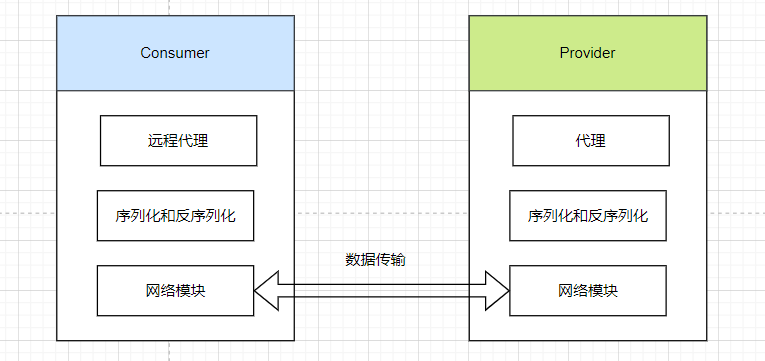 Consumer
Provider
远程代理
代理
序列化和反序列化
序列化和反序列化
数据传输
网络模块
网络模块